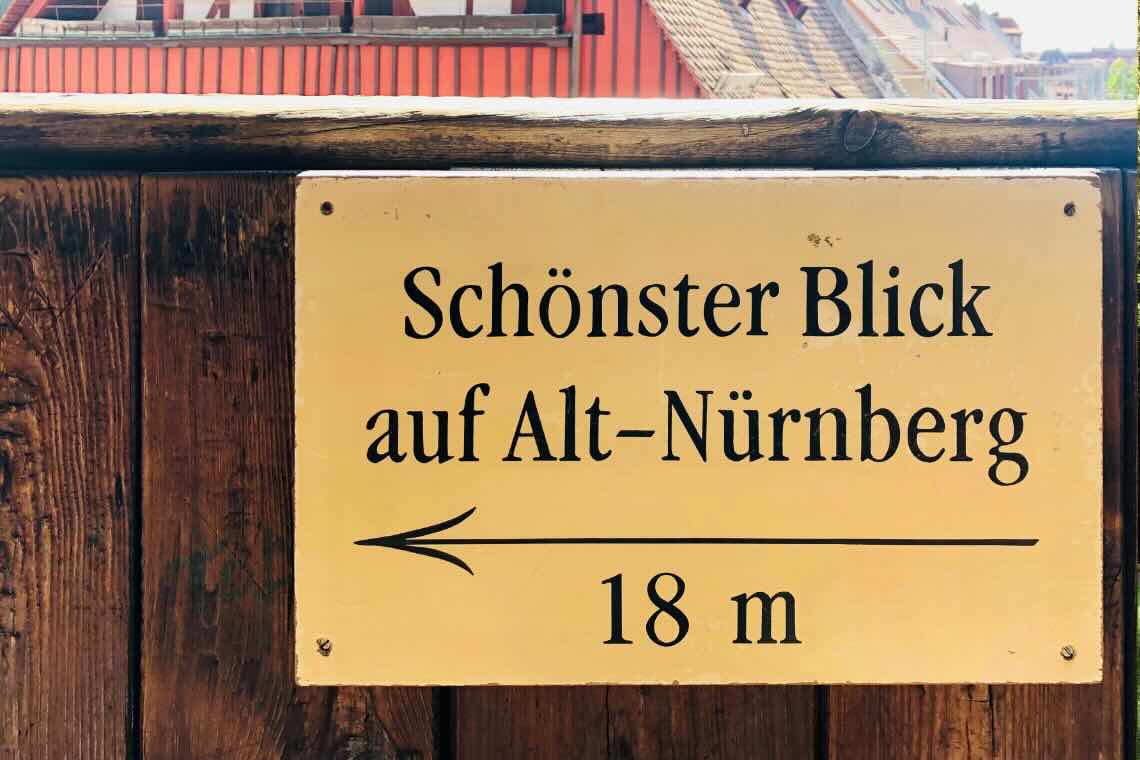 Schönster Blick
auf Alt-Nürnberg
18 m